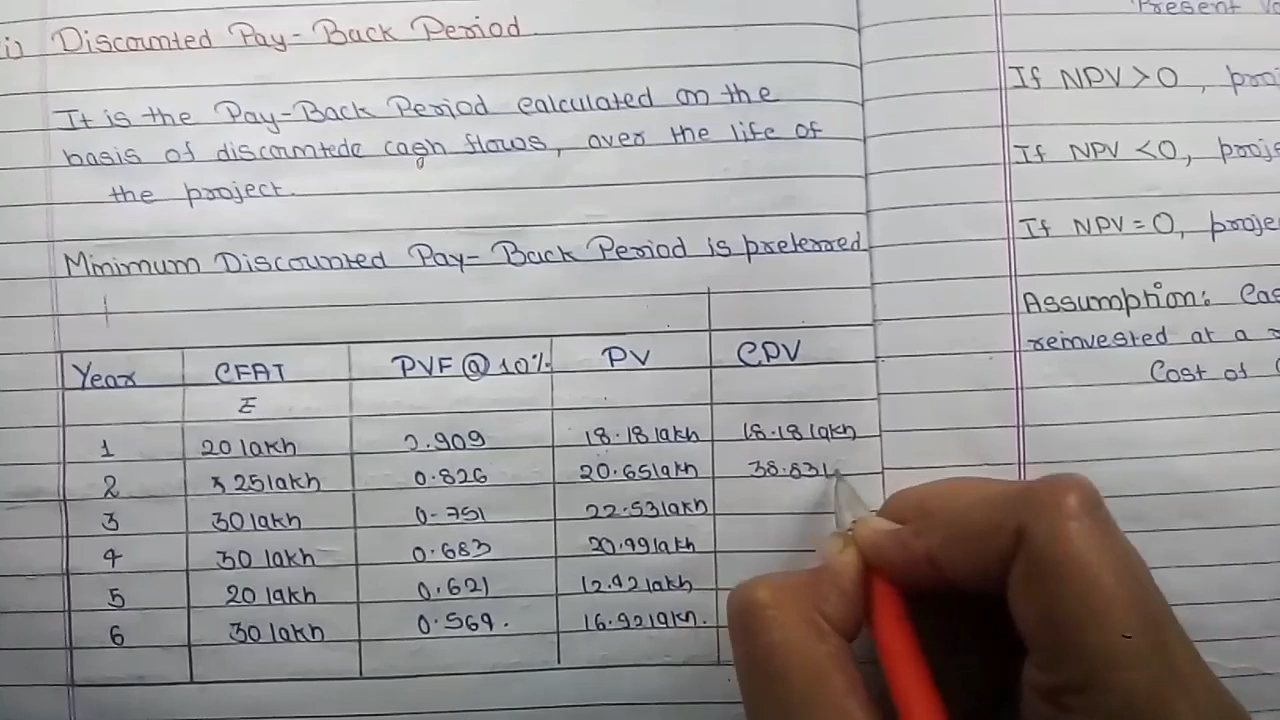 i) Discounted Pay-Back Period
It is the Pay-Back Period calculated on the
basis of discountede cash flows, over the life of
the project.
Minimum Discounted Pay-Back Period is preferred
Year CFAT PVF @ 10% PV CPV
1 20 lakh 0.909 18.18 lakh 18.18 lakh
2 25 lakh 0.826 20.65 lakh 38.83 l
3 30 lakh 0.751 22.53 lakh
4 30 lakh 0.683 20.49 lakh
5 20 lakh 0.621 12.42 lakh
6 30 lakh 0.564. 16.92 lakh.
Present
If NPV > 0, proj
If NPV < 0, proje
If NPV = 0, proje
Assumption: Cas
reinvested at a
Cost of